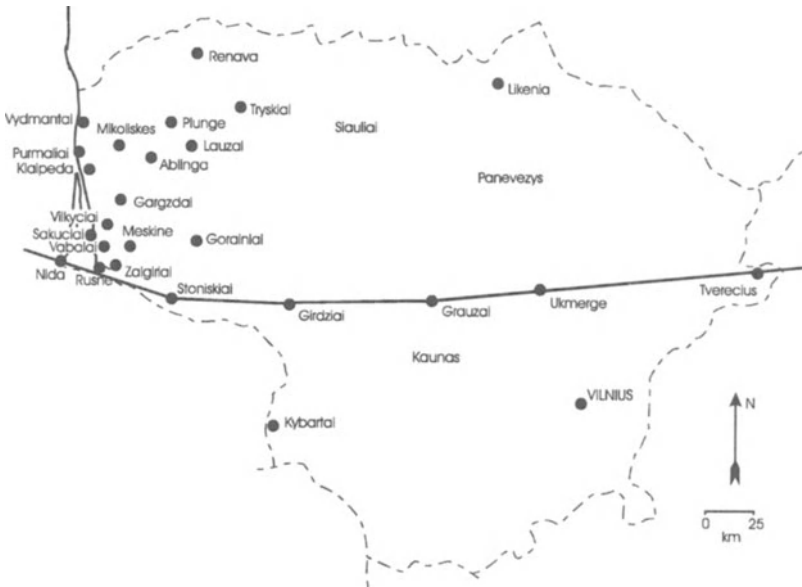 Renava
Likenia
Tryskiai
Vydmantai
Plunge
Siauliai
Mikoliskes
Lauzai
Purmaliai
Ablinga
Klaipeda
Panevezys
Gargzdai
Vilkyciai
Sakuciai
Meskine
Gorainiai
Vabalai
Nida
Rusne
Zalgiriai
Stoniskiai
Tverecius
Girdziai
Grauzai
Ukmerge
Kaunas
VILNIUS
N
Kybartai
0 25
km